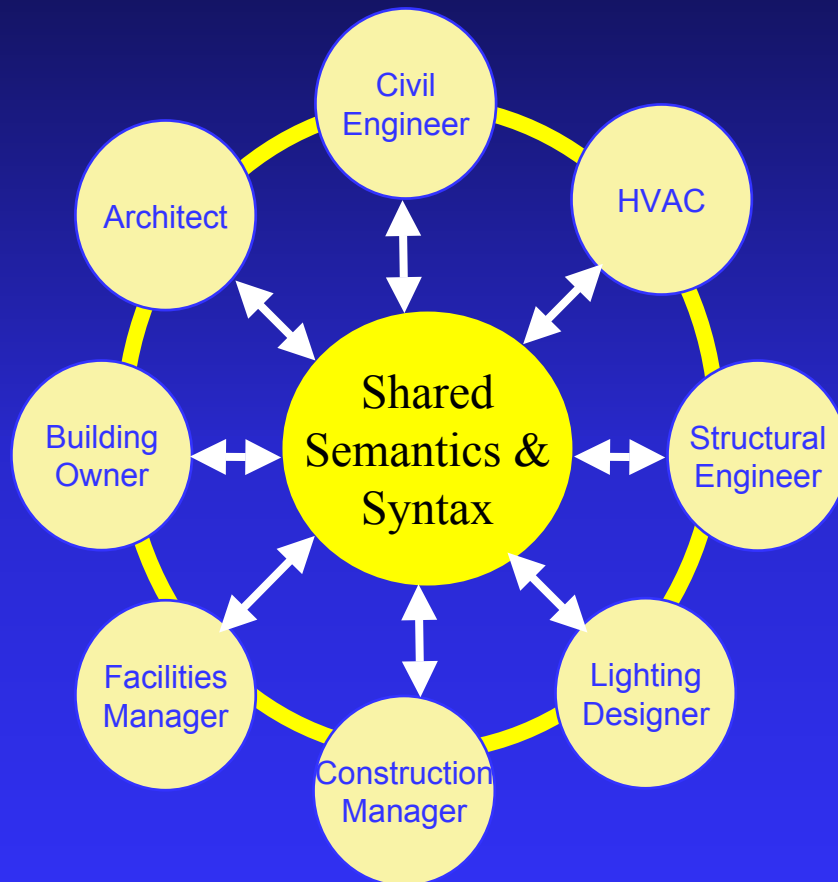 Civil
Engineer
HVAC
Architect
Shared
Semantics &
Syntax
Building
Owner
Structural
Engineer
Facilities
Manager
Lighting
Designer
Construction
Manager